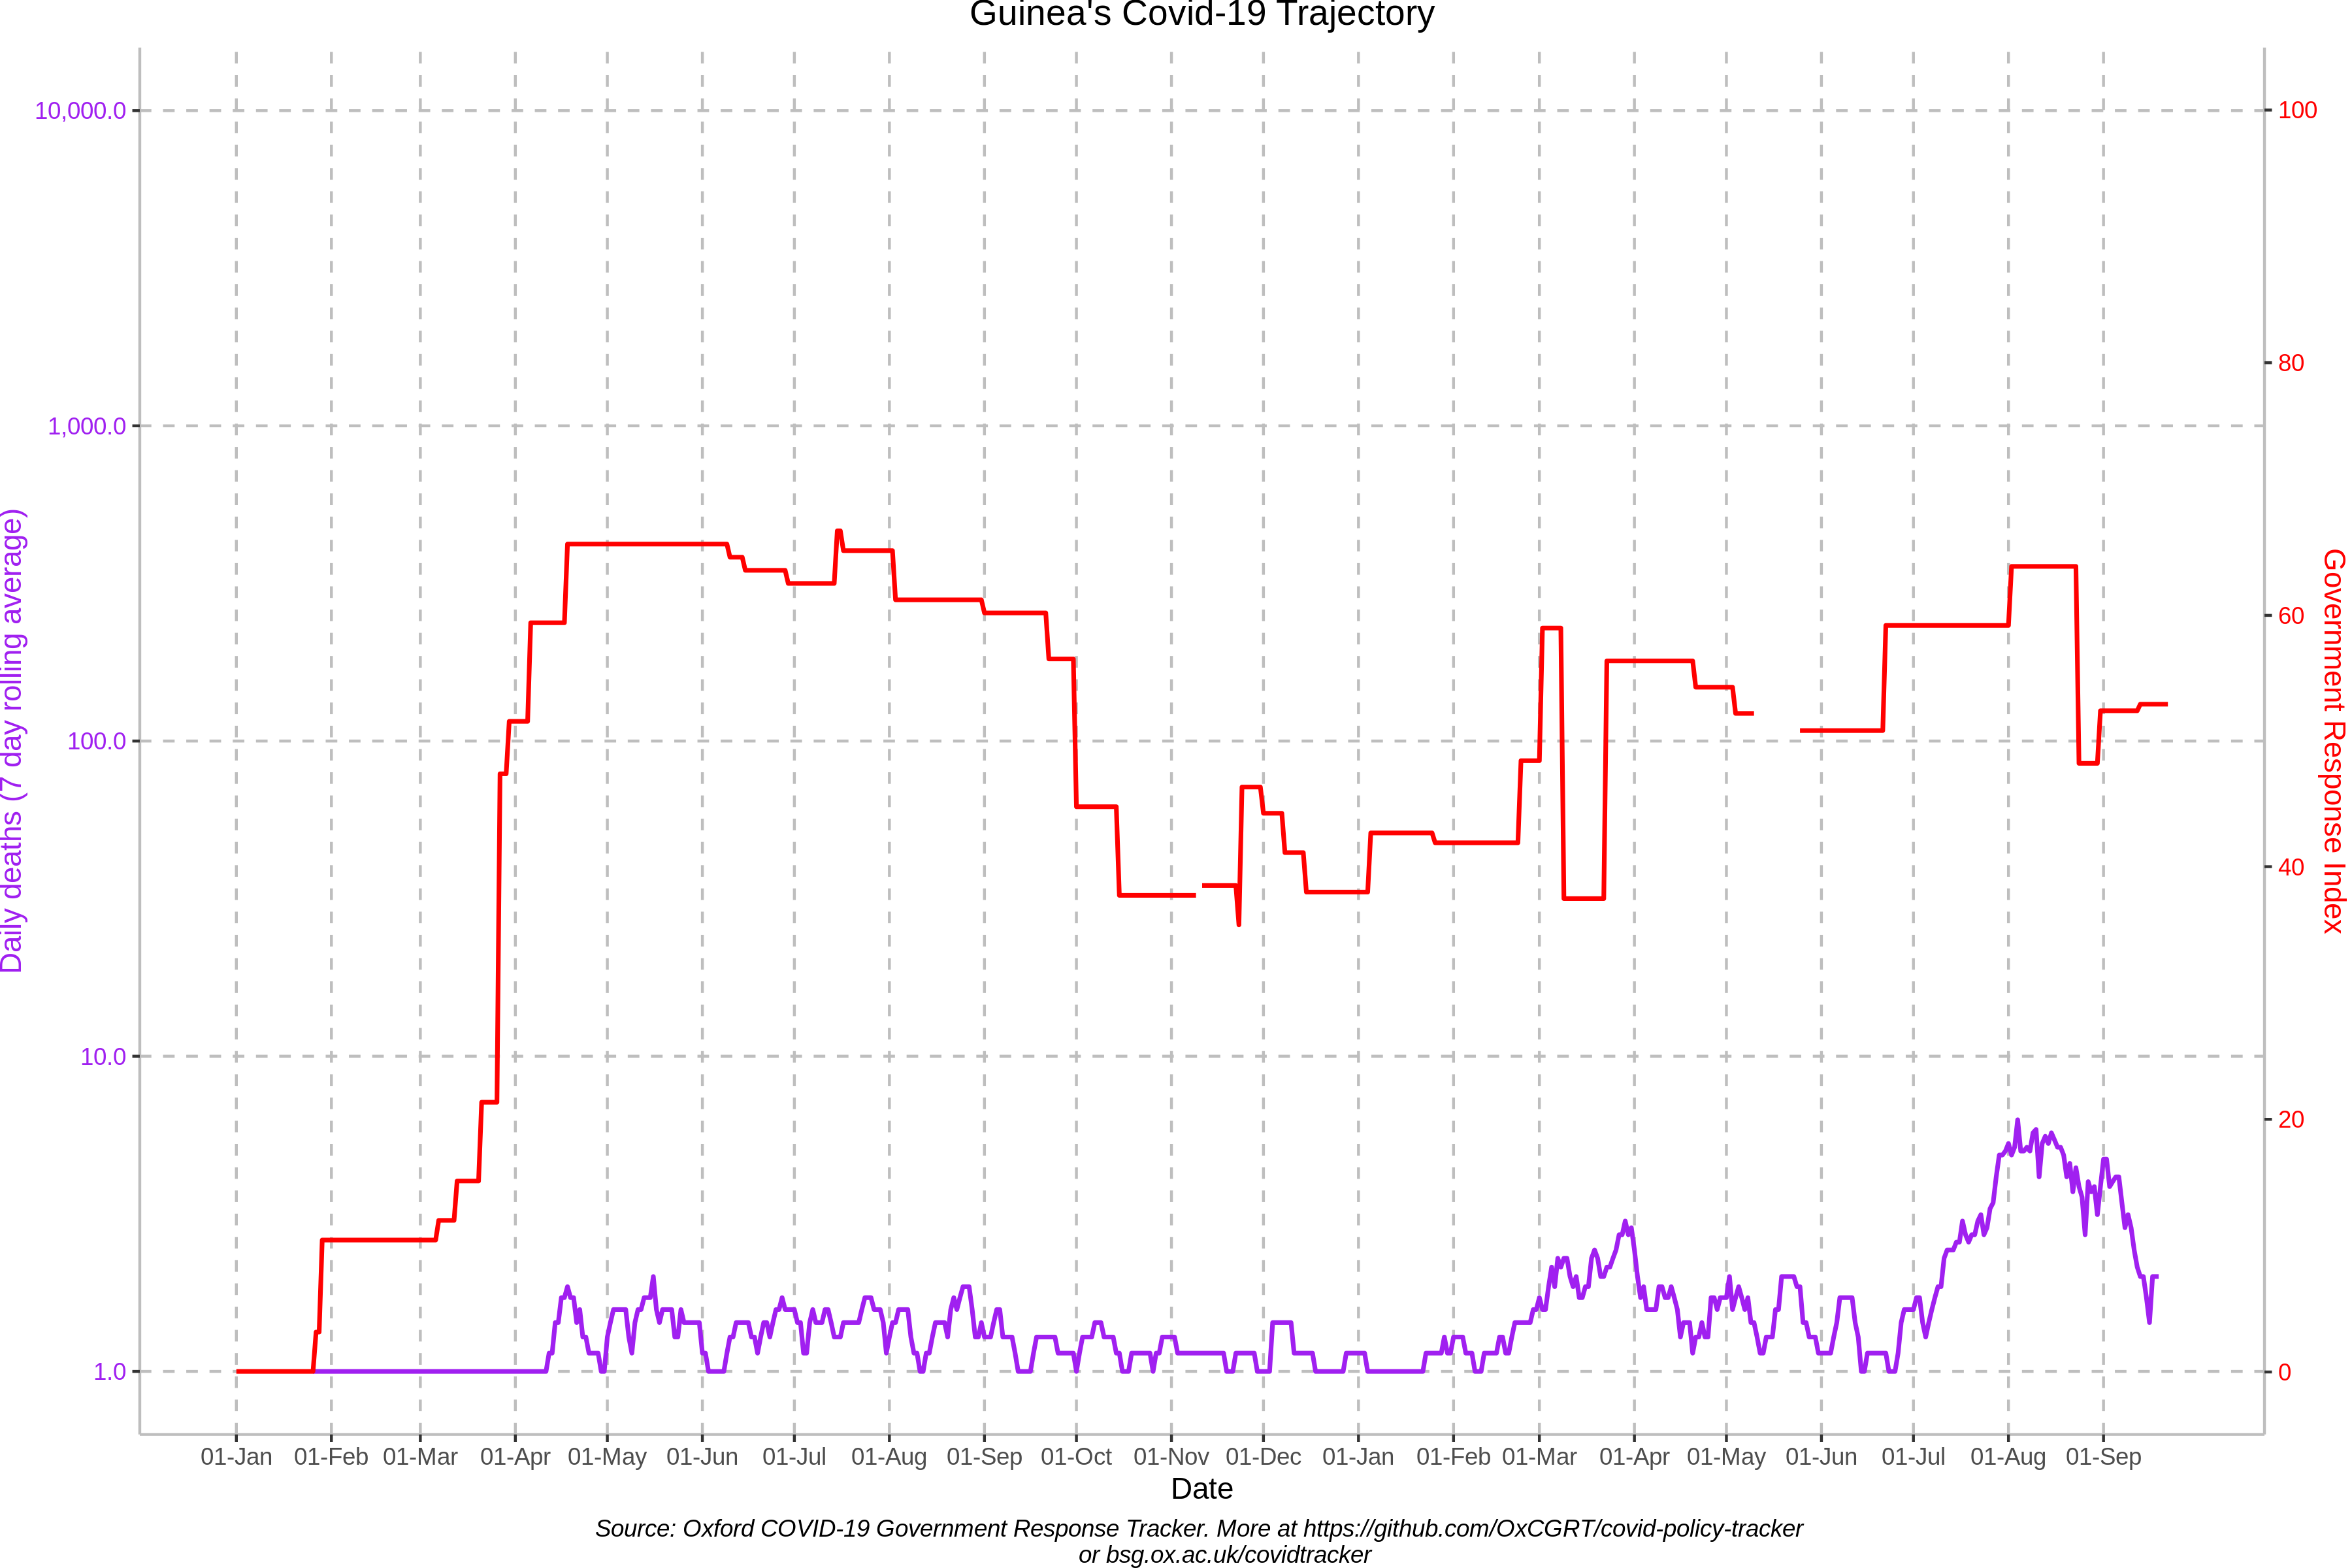 Guinea's Covid-19 Trajectory
10,000.0
1,000.0
100.0
10.0
1.0
Daily deaths (7 day rolling average)
100
80
60
40
20
0
Government Response Index
01-Jan 01-Feb 01-Mar 01-Apr 01-May 01-Jun 01-Jul 01-Aug 01-Sep 01-Oct 01-Nov 01-Dec 01-Jan 01-Feb 01-Mar 01-Apr 01-May 01-Jun 01-Jul 01-Aug 01-Sep
Date
Source: Oxford COVID-19 Government Response Tracker. More at https://github.com/OxCGRT/covid-policy-tracker
or bsg.ox.ac.uk/covidtracker